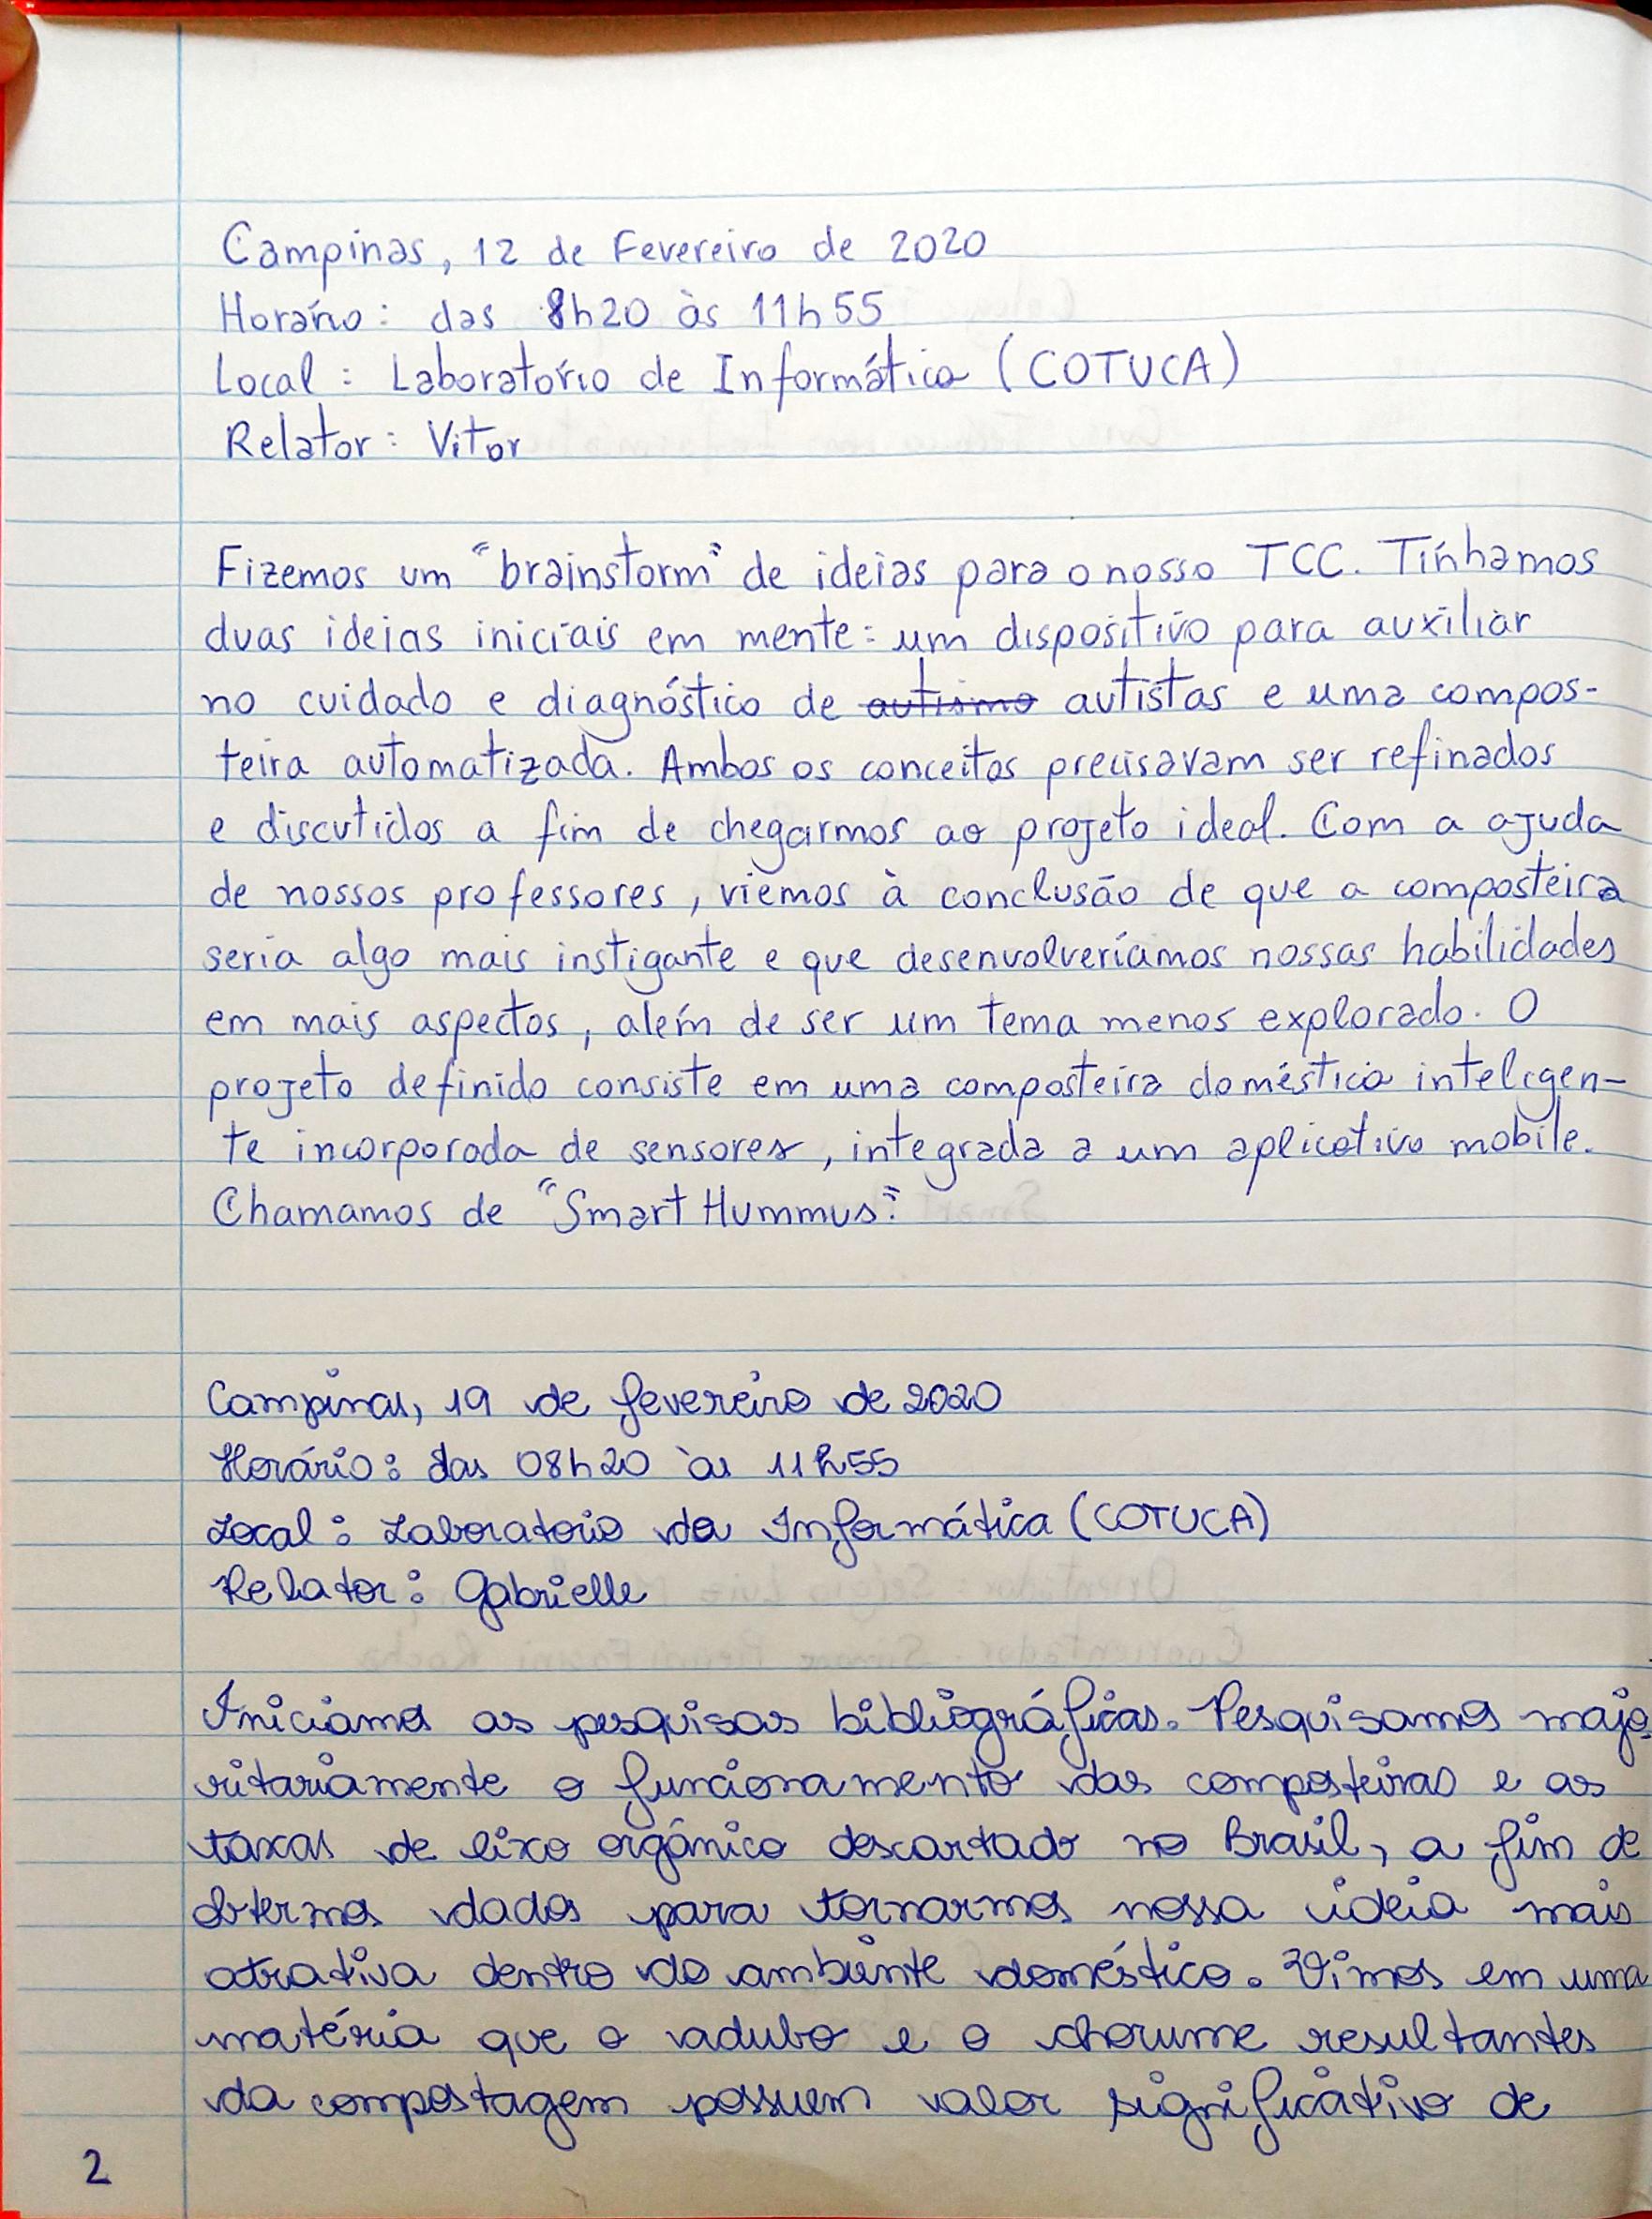 Campinas, 12 de Fevereiro de 2020
Horário: das 8h20 às 11h55
Local: Laboratório de Informática (COTUCA)
Relator: Vitor
Fizemos um "brainstorm" de ideias para o nosso TCC. Tínhamos
duas ideias iniciais em mente: um dispositivo para auxiliar
no cuidado e diagnóstico de autismo autistas e uma compos-
teira automatizada. Ambos os conceitos precisavam ser refinados
e discutidos a fim de chegarmos ao projeto ideal. Com a ajuda
de nossos professores, viemos à conclusão de que a composteira
seria algo mais instigante e que desenvolveríamos nossas habilidades
em mais aspectos, além de ser um tema menos explorado. O
projeto definido consiste em uma composteira doméstica inteligen-
te incorporada de sensores, integrada a um aplicativo mobile.
Chamamos de "Smart Hummus".
Campinas, 19 de fevereiro de 2020
Horário: das 08h20 às 11h55
Local: Laboratório da Informática (COTUCA)
Relator: Gabrielle
Iniciamos as pesquisas bibliográficas. Pesquisamos majo-
ritariamente o funcionamento das composteiras e as
taxas de lixo orgânico descartado no Brasil, a fim de
obtermos dados para tornarmos nossa ideia mais
atrativa dentro do ambiente doméstico. Vimos em uma
matéria que o adubo e o chorume resultantes
da compostagem possuem valor significativo de
2